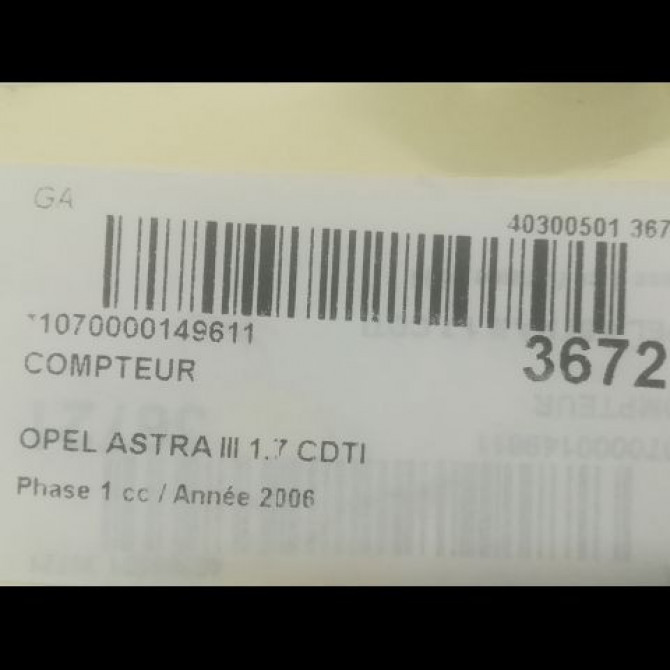 GA
40300501 367
*1070000149611
3672
COMPTEUR
OPEL ASTRA III 1.7 CDTI
Phase 1 cc / Année 2006